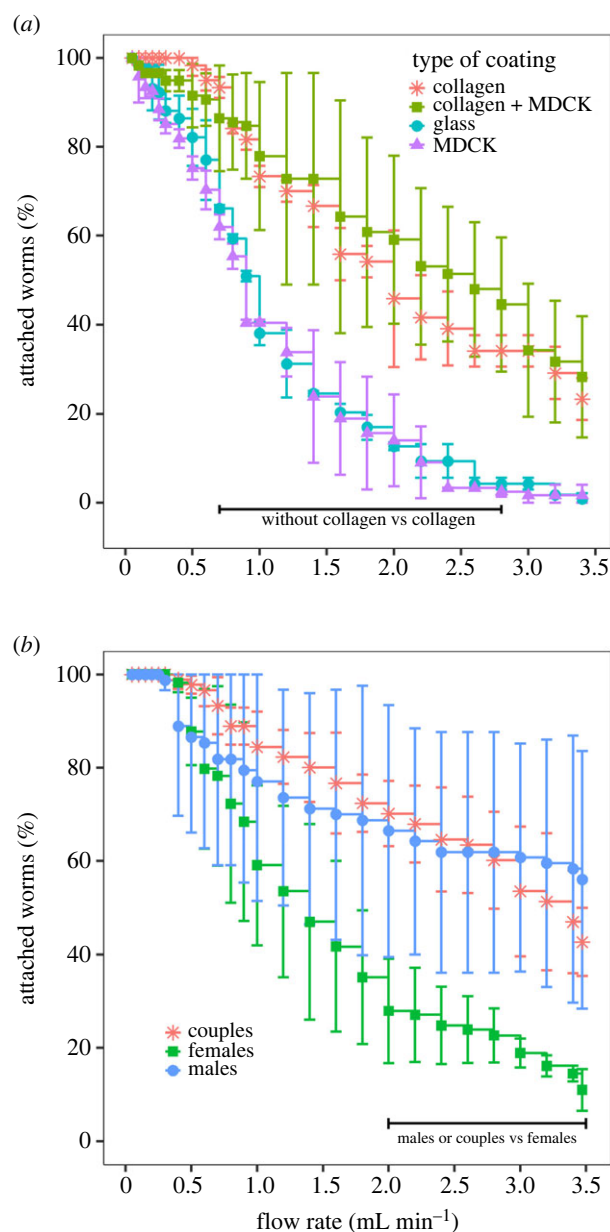 (a)
100
80
60
40
20
0
attached worms (%)
type of coating
collagen
collagen + MDCK
glass
MDCK
without collagen vs collagen
0 0.5 1.0 1.5 2.0 2.5 3.0 3.5
(b)
100
80
60
40
20
0
attached worms (%)
couples
females
males
males or couples vs females
0 0.5 1.0 1.5 2.0 2.5 3.0 3.5
flow rate (mL min⁻¹)